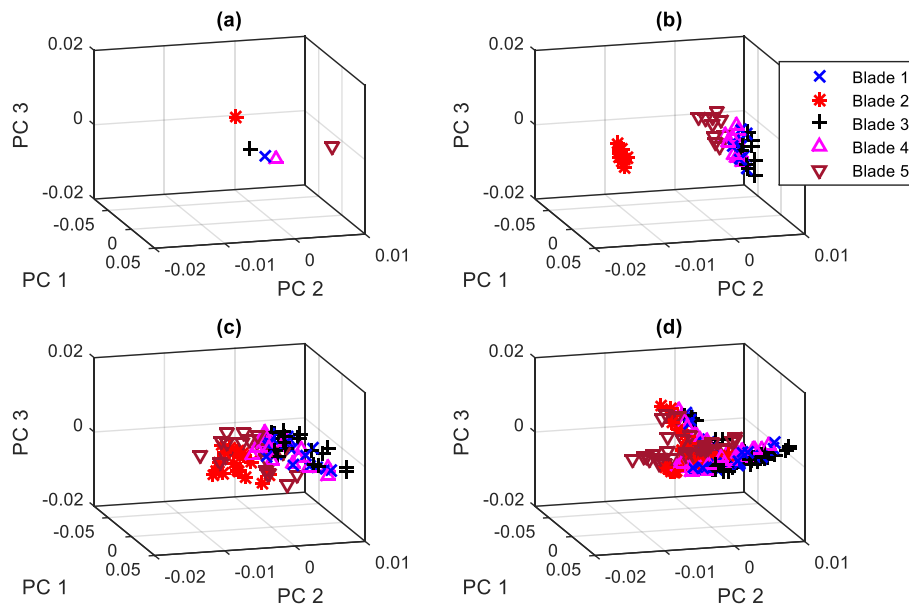 (a)
0.02
0
-0.02
PC 3
-0.05
0
0.05
PC 1
-0.02
-0.01
0
0.01
PC 2
(b)
0.02
0
-0.02
PC 3
-0.05
0
0.05
PC 1
-0.02
-0.01
0
0.01
PC 2
Blade 1
Blade 2
Blade 3
Blade 4
Blade 5
(c)
0.02
0
-0.02
PC 3
-0.05
0
0.05
PC 1
-0.02
-0.01
0
0.01
PC 2
(d)
0.02
0
-0.02
PC 3
-0.05
0
0.05
PC 1
-0.02
-0.01
0
0.01
PC 2